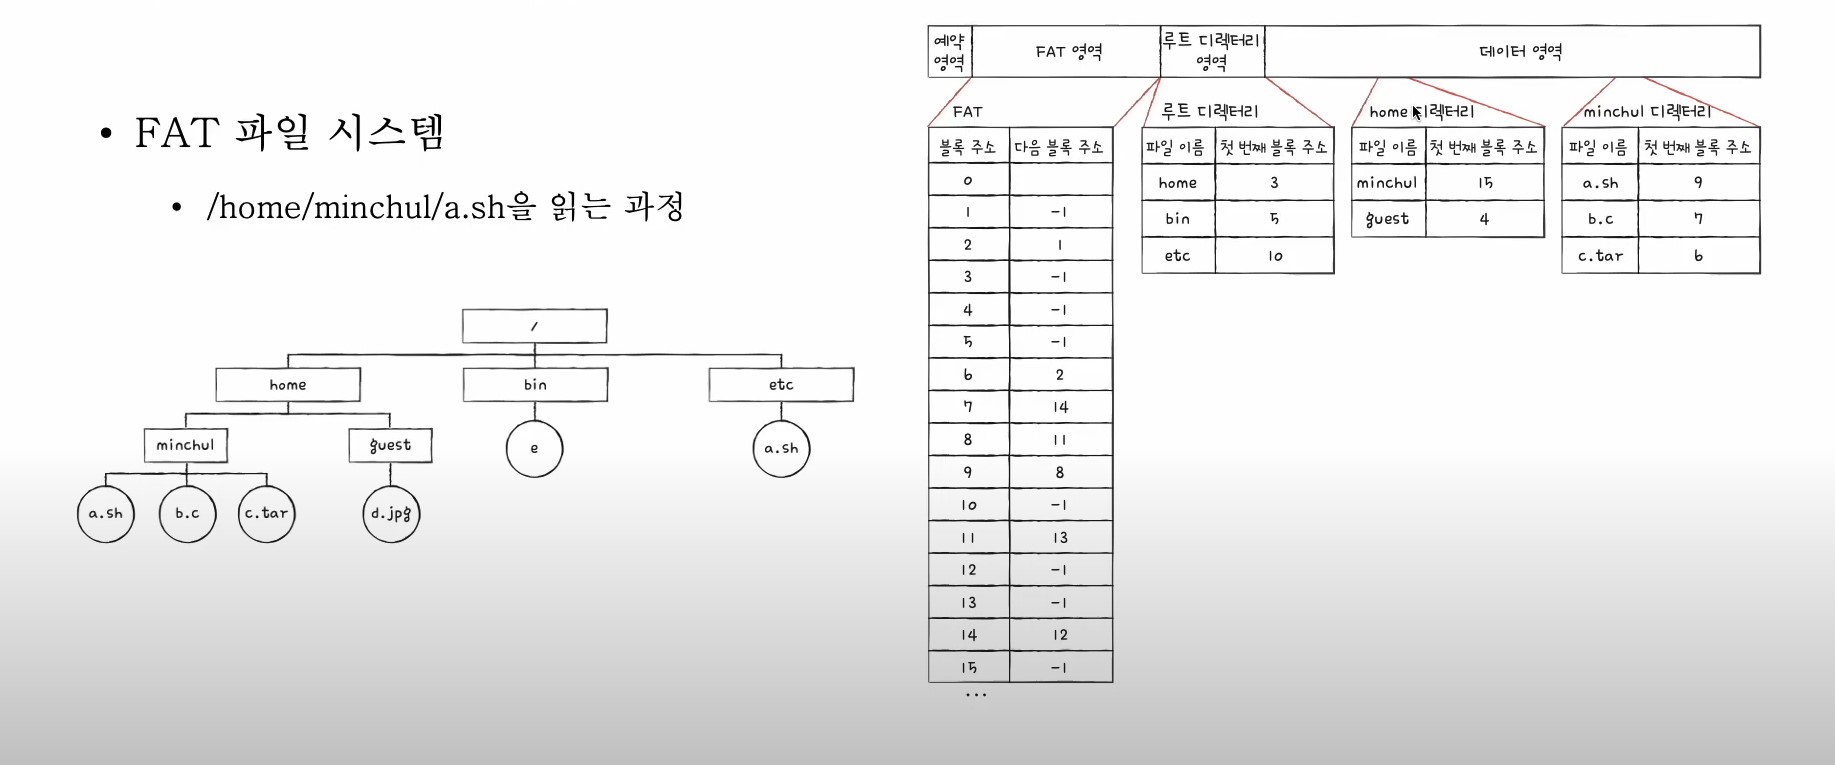 • FAT 파일 시스템
• /home/minchul/a.sh을 읽는 과정
/
home bin etc
minchul guest e a.sh
a.sh b.c c.tar d.jpg
예약 영역 FAT 영역 루트 디렉터리 영역 데이터 영역
FAT
블록 주소 다음 블록 주소
0
1 -1
2 1
3 -1
4 -1
5 -1
6 2
7 14
8 11
9 8
10 -1
11 13
12 -1
13 -1
14 12
15 -1
...
루트 디렉터리
파일 이름 첫 번째 블록 주소
home 3
bin 5
etc 10
home 디렉터리
파일 이름 첫 번째 블록 주소
minchul 15
guest 4
minchul 디렉터리
파일 이름 첫 번째 블록 주소
a.sh 9
b.c 7
c.tar 6